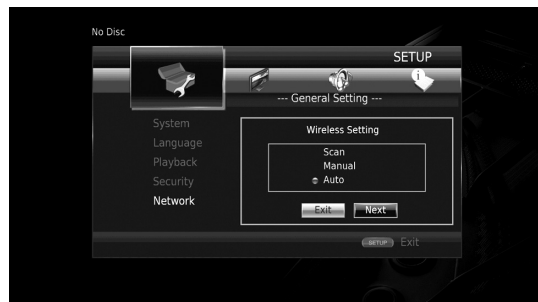 No Disc
SETUP
--- General Setting ---
System
Language
Playback
Security
Network
Wireless Setting
Scan
Manual
Auto
Exit
Next
SETUP Exit